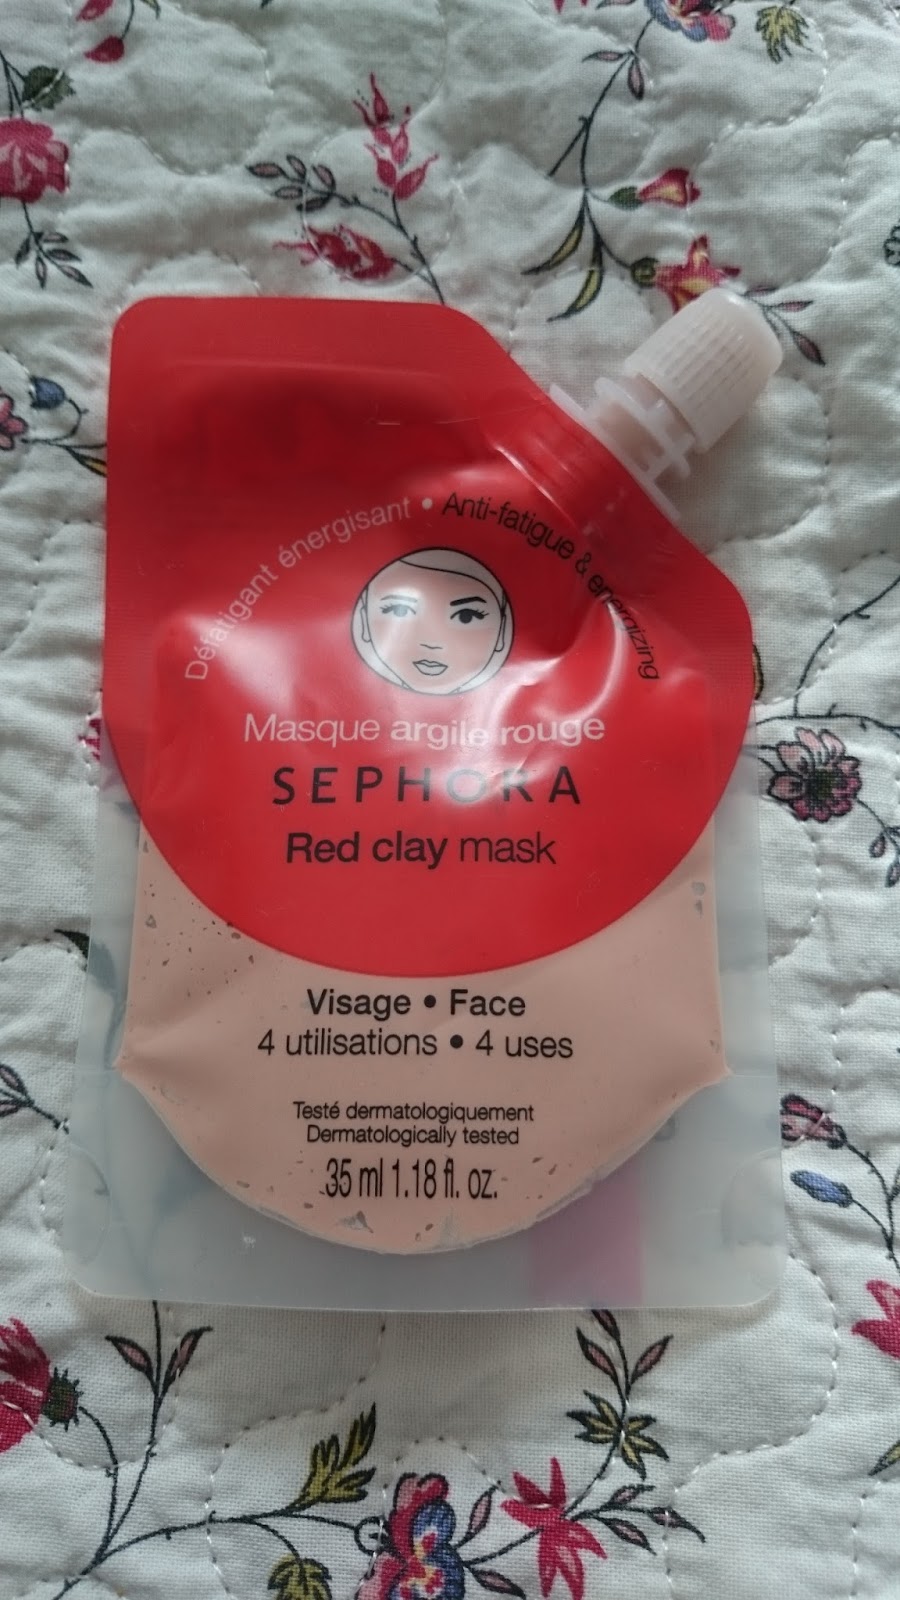 Défatigant énergisant • Anti-fatigue & energizing
Masque argile rouge
SEPHORA
Red clay mask
Visage • Face
4 utilisations • 4 uses
Testé dermatologiquement
Dermatologically tested
35 ml 1.18 fl. oz.